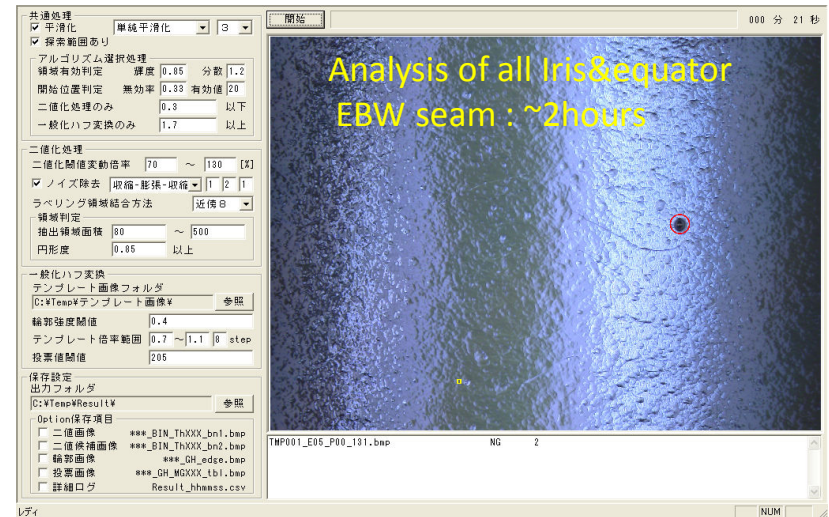 共通処理
平滑化 単純平滑化 3
探索範囲あり
アルゴリズム選択処理
領域有効判定 輝度 0.85 分散 1.2
開始位置判定 無効率 0.33 有効値 20
二値化処理のみ 0.3 以下
一般化ハフ変換のみ 1.7 以上
二値化処理
二値化閾値変動倍率 70 ～ 130 [%]
ノイズ除去 収縮-膨張-収縮 1 2 1
ラベリング領域結合方法 近傍8
領域判定
抽出領域面積 80 ～ 500
円形度 0.85 以上
一般化ハフ変換
テンプレート画像フォルダ
C:¥Temp¥テンプレート画像¥ 参照
輪郭強度閾値 0.4
テンプレート倍率範囲 0.7 ～ 1.1 8 step
投票値閾値 205
保存設定
出力フォルダ
C:¥Temp¥Result¥ 参照
Option保存項目
二値画像 ***_BIN_ThXXX_bn1.bmp
二値候補画像 ***_BIN_ThXXX_bn2.bmp
輪郭画像 ***_GH_edge.bmp
投票画像 ***_GH_MGXXX_tbl.bmp
詳細ログ Result_hhmmss.csv
開始 000 分 21 秒
Analysis of all Iris&equator
EBW seam : ~2hours
TMP001_E05_P00_131.bmp NG 2
レディ NUM